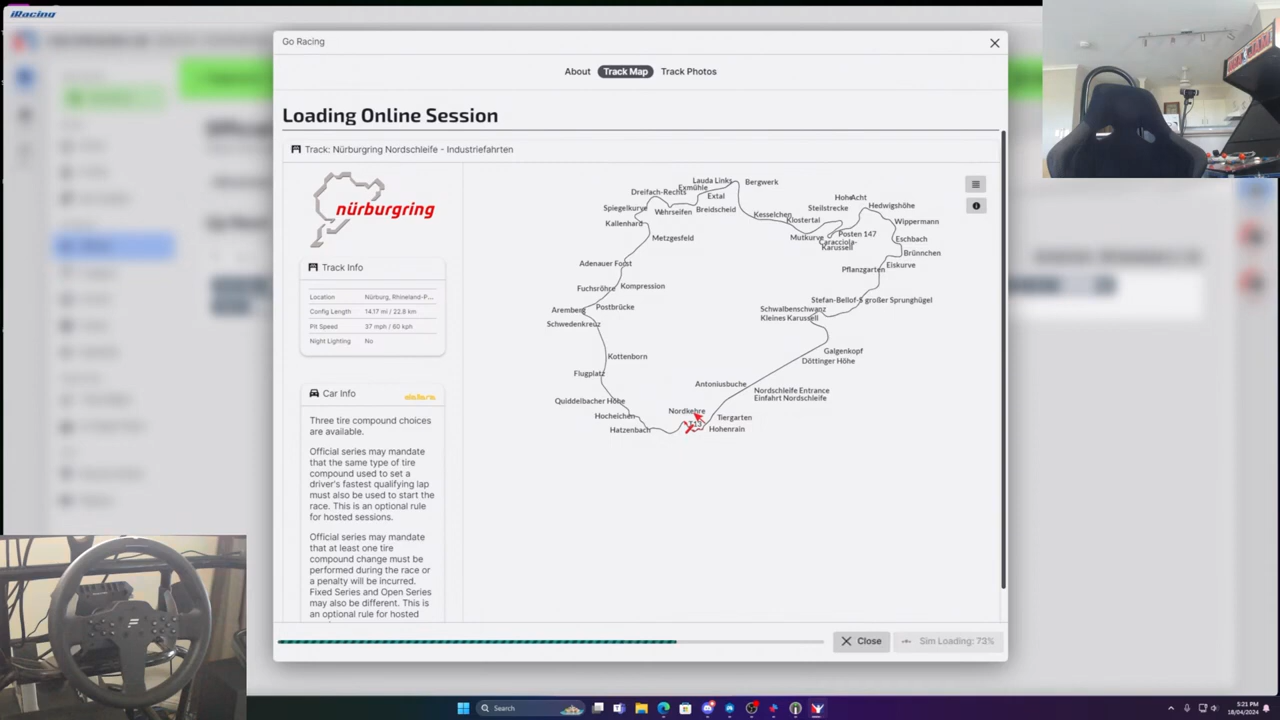 iRacing
Go Racing
About
Track Map
Track Photos
Loading Online Session
Track: Nürburgring Nordschleife - Industriefahrten
nürburgring
Track Info
Location Nürburg, Rhineland-P...
Config Length 14.17 mi / 22.8 km
Pit Speed 37 mph / 60 kph
Night Lighting No
Car Info
dallara
Three tire compound choices
are available.
Official series may mandate
that the same type of tire
compound used to set a
driver's fastest qualifying lap
must also be used to start the
race. This is an optional rule
for hosted sessions.
Official series may mandate
that at least one tire
compound change must be
performed during the race or
a penalty will be incurred.
Fixed Series and Open Series
may also be different. This is
an optional rule for hosted
Lauda Links
Bergwerk
Exmühle
Dreifach-Rechts
Extal
Breidscheid
Wehrseifen
Spiegelkurve
Kallenhard
Metzgesfeld
Kesselchen
Klostertal
Mutkurve
Steilstrecke
Hohe Acht
Hedwigshöhe
Wippermann
Posten 147
Caracciola-
Karussell
Eschbach
Brünnchen
Eiskurve
Pflanzgarten
Stefan-Bellof-S
großer Sprunghügel
Schwalbenschwanz
Kleines Karussell
Galgenkopf
Döttinger Höhe
Adenauer Forst
Fuchsröhre
Kompression
Aremberg
Postbrücke
Schwedenkreuz
Kottenborn
Flugplatz
Quiddelbacher Höhe
Hocheichen
Hatzenbach
Antoniusbuche
Nordschleife Entrance
Einfahrt Nordschleife
Nordkehre
Tiergarten
T13
Hohenrain
Close
Sim Loading: 73%
Search
5:21 PM
18/04/2024